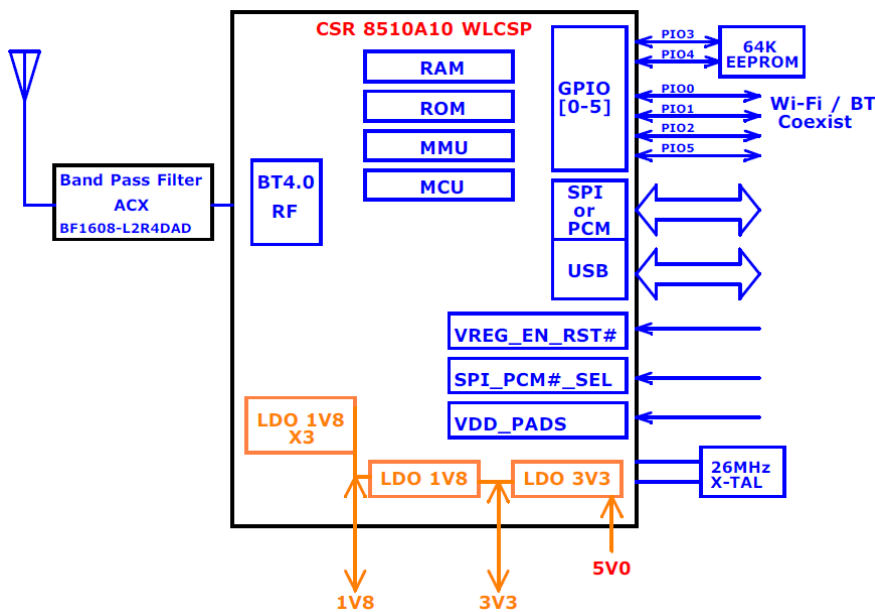 CSR 8510A10 WLCSP
RAM
ROM
MMU
MCU
GPIO
[0-5]
PIO3
PIO4
64K
EEPROM
PIO0
PIO1
PIO2
PIO5
Wi-Fi / BT
Coexist
Band Pass Filter
ACX
BF1608-L2R4DAD
BT4.0
RF
SPI
or
PCM
USB
VREG_EN_RST#
SPI_PCM#_SEL
VDD_PADS
LDO 1V8
X3
LDO 1V8
LDO 3V3
26MHz
X-TAL
5V0
1V8
3V3